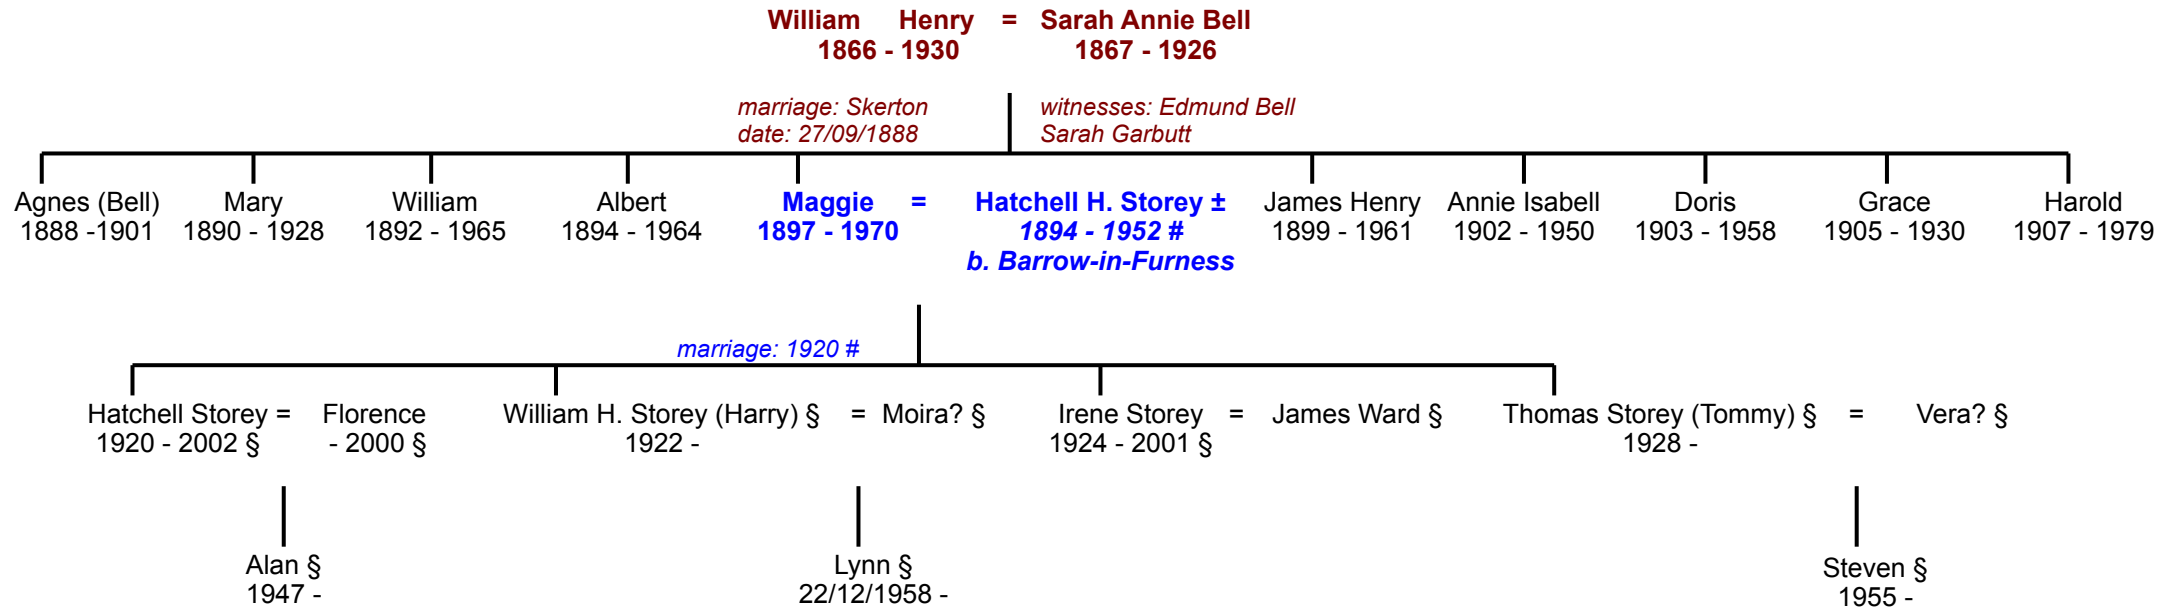 William Henry = Sarah Annie Bell
1866 - 1930 1867 - 1926
marriage: Skerton witnesses: Edmund Bell
date: 27/09/1888 Sarah Garbutt
Agnes (Bell) Mary William Albert Maggie = Hatchell H. Storey ± James Henry Annie Isabell Doris Grace Harold
1888 -1901 1890 - 1928 1892 - 1965 1894 - 1964 1897 - 1970 1894 - 1952 # 1899 - 1961 1902 - 1950 1903 - 1958 1905 - 1930 1907 - 1979
b. Barrow-in-Furness
marriage: 1920 #
Hatchell Storey = Florence William H. Storey (Harry) § = Moira? § Irene Storey = James Ward § Thomas Storey (Tommy) § = Vera? §
1920 - 2002 § - 2000 § 1922 - 1924 - 2001 § 1928 -
Alan § Lynn § Steven §
1947 - 22/12/1958 - 1955 -